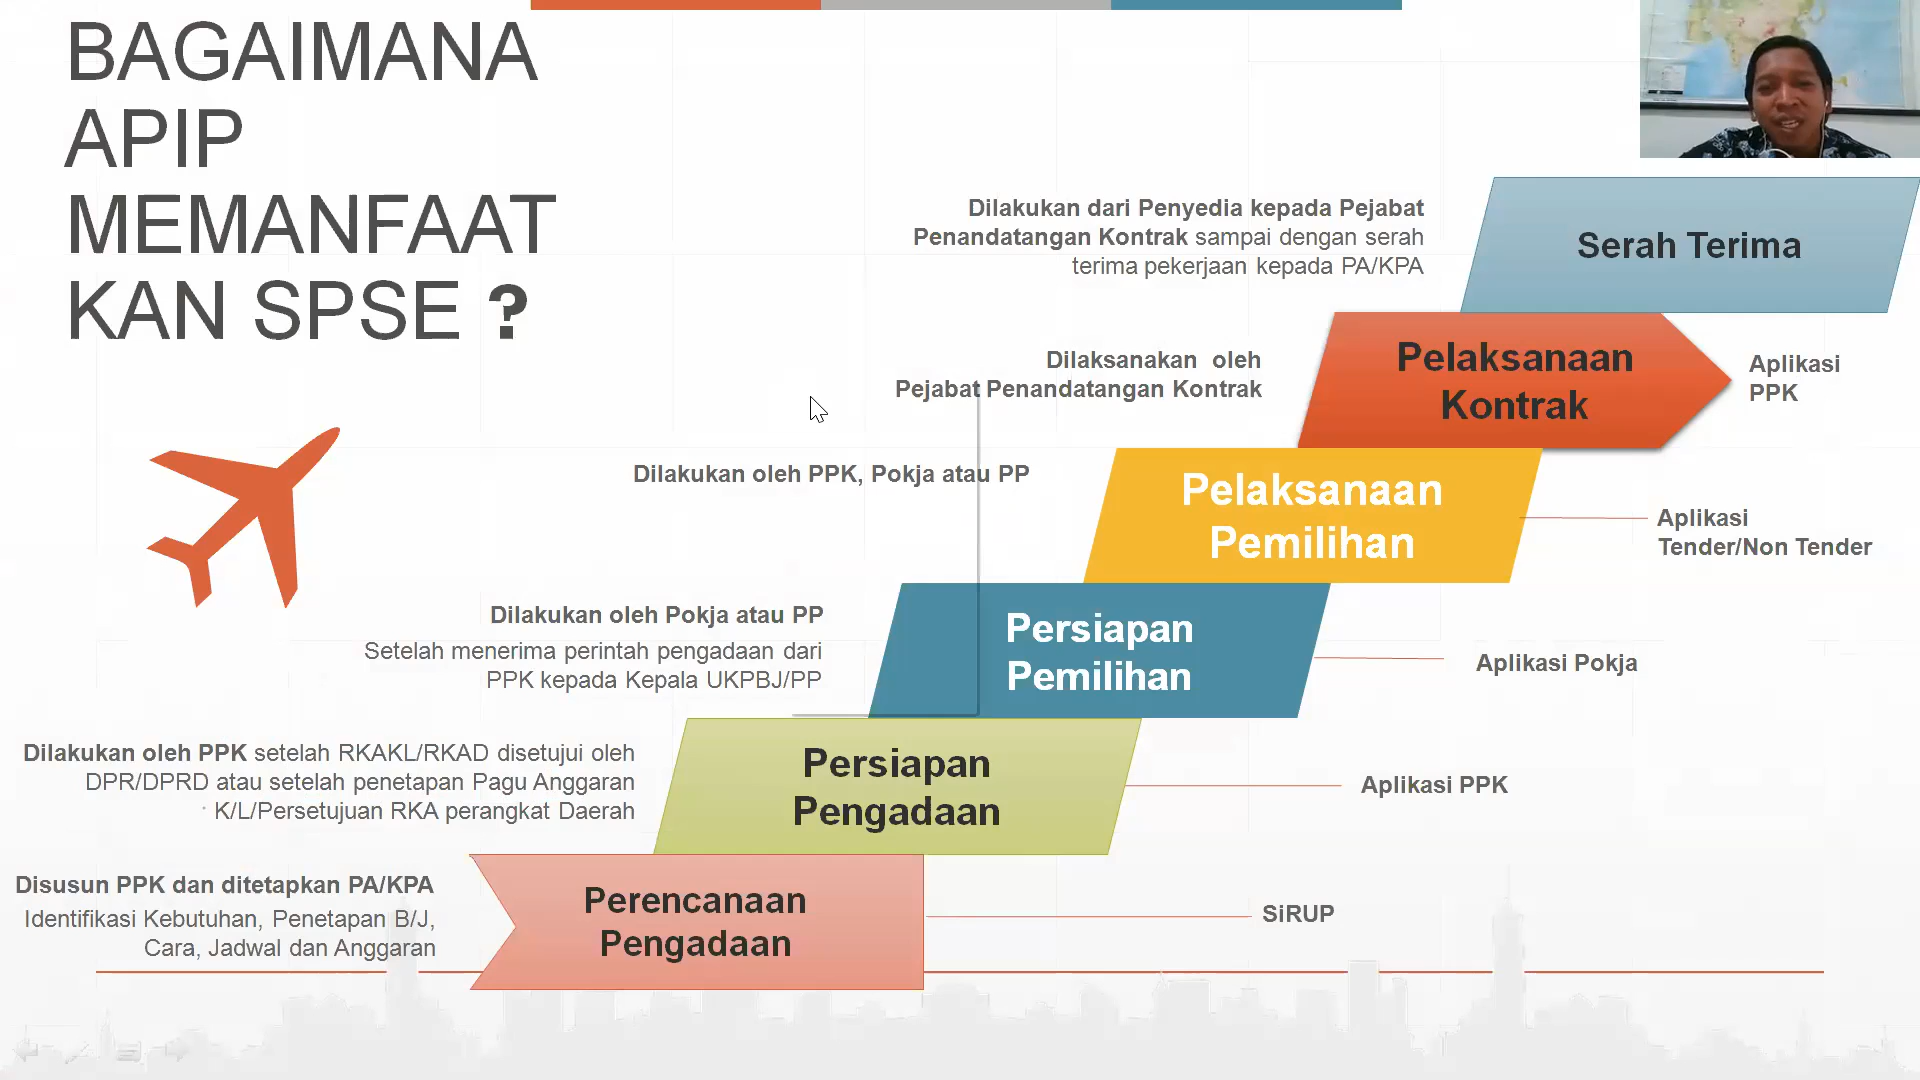 BAGAIMANA
APIP
MEMANFAAT
KAN SPSE ?
Dilakukan dari Penyedia kepada Pejabat
Penandatangan Kontrak sampai dengan serah
terima pekerjaan kepada PA/KPA
Serah Terima
Dilaksanakan oleh
Pejabat Penandatangan Kontrak
Pelaksanaan
Kontrak
Aplikasi
PPK
Dilakukan oleh PPK, Pokja atau PP
Pelaksanaan
Pemilihan
Aplikasi
Tender/Non Tender
Dilakukan oleh Pokja atau PP
Setelah menerima perintah pengadaan dari
PPK kepada Kepala UKPBJ/PP
Persiapan
Pemilihan
Aplikasi Pokja
Dilakukan oleh PPK setelah RKAKL/RKAD disetujui oleh
DPR/DPRD atau setelah penetapan Pagu Anggaran
K/L/Persetujuan RKA perangkat Daerah
Persiapan
Pengadaan
Aplikasi PPK
Disusun PPK dan ditetapkan PA/KPA
Identifikasi Kebutuhan, Penetapan B/J,
Cara, Jadwal dan Anggaran
Perencanaan
Pengadaan
SiRUP